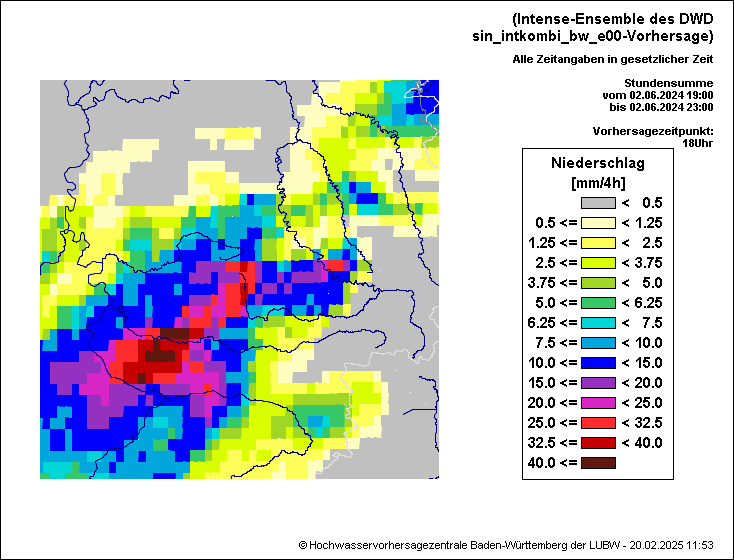 (Intense-Ensemble des DWD
sin_intkombi_bw_e00-Vorhersage)
Alle Zeitangaben in gesetzlicher Zeit
Stundensumme
vom 02.06.2024 19:00
bis 02.06.2024 23:00
Vorhersagezeitpunkt:
18Uhr
Niederschlag
[mm/4h]
< 0.5
0.5 <= < 1.25
1.25 <= < 2.5
2.5 <= < 3.75
3.75 <= < 5.0
5.0 <= < 6.25
6.25 <= < 7.5
7.5 <= < 10.0
10.0 <= < 15.0
15.0 <= < 20.0
20.0 <= < 25.0
25.0 <= < 32.5
32.5 <= < 40.0
40.0 <=
© Hochwasservorhersagezentrale Baden-Württemberg der LUBW - 20.02.2025 11:53